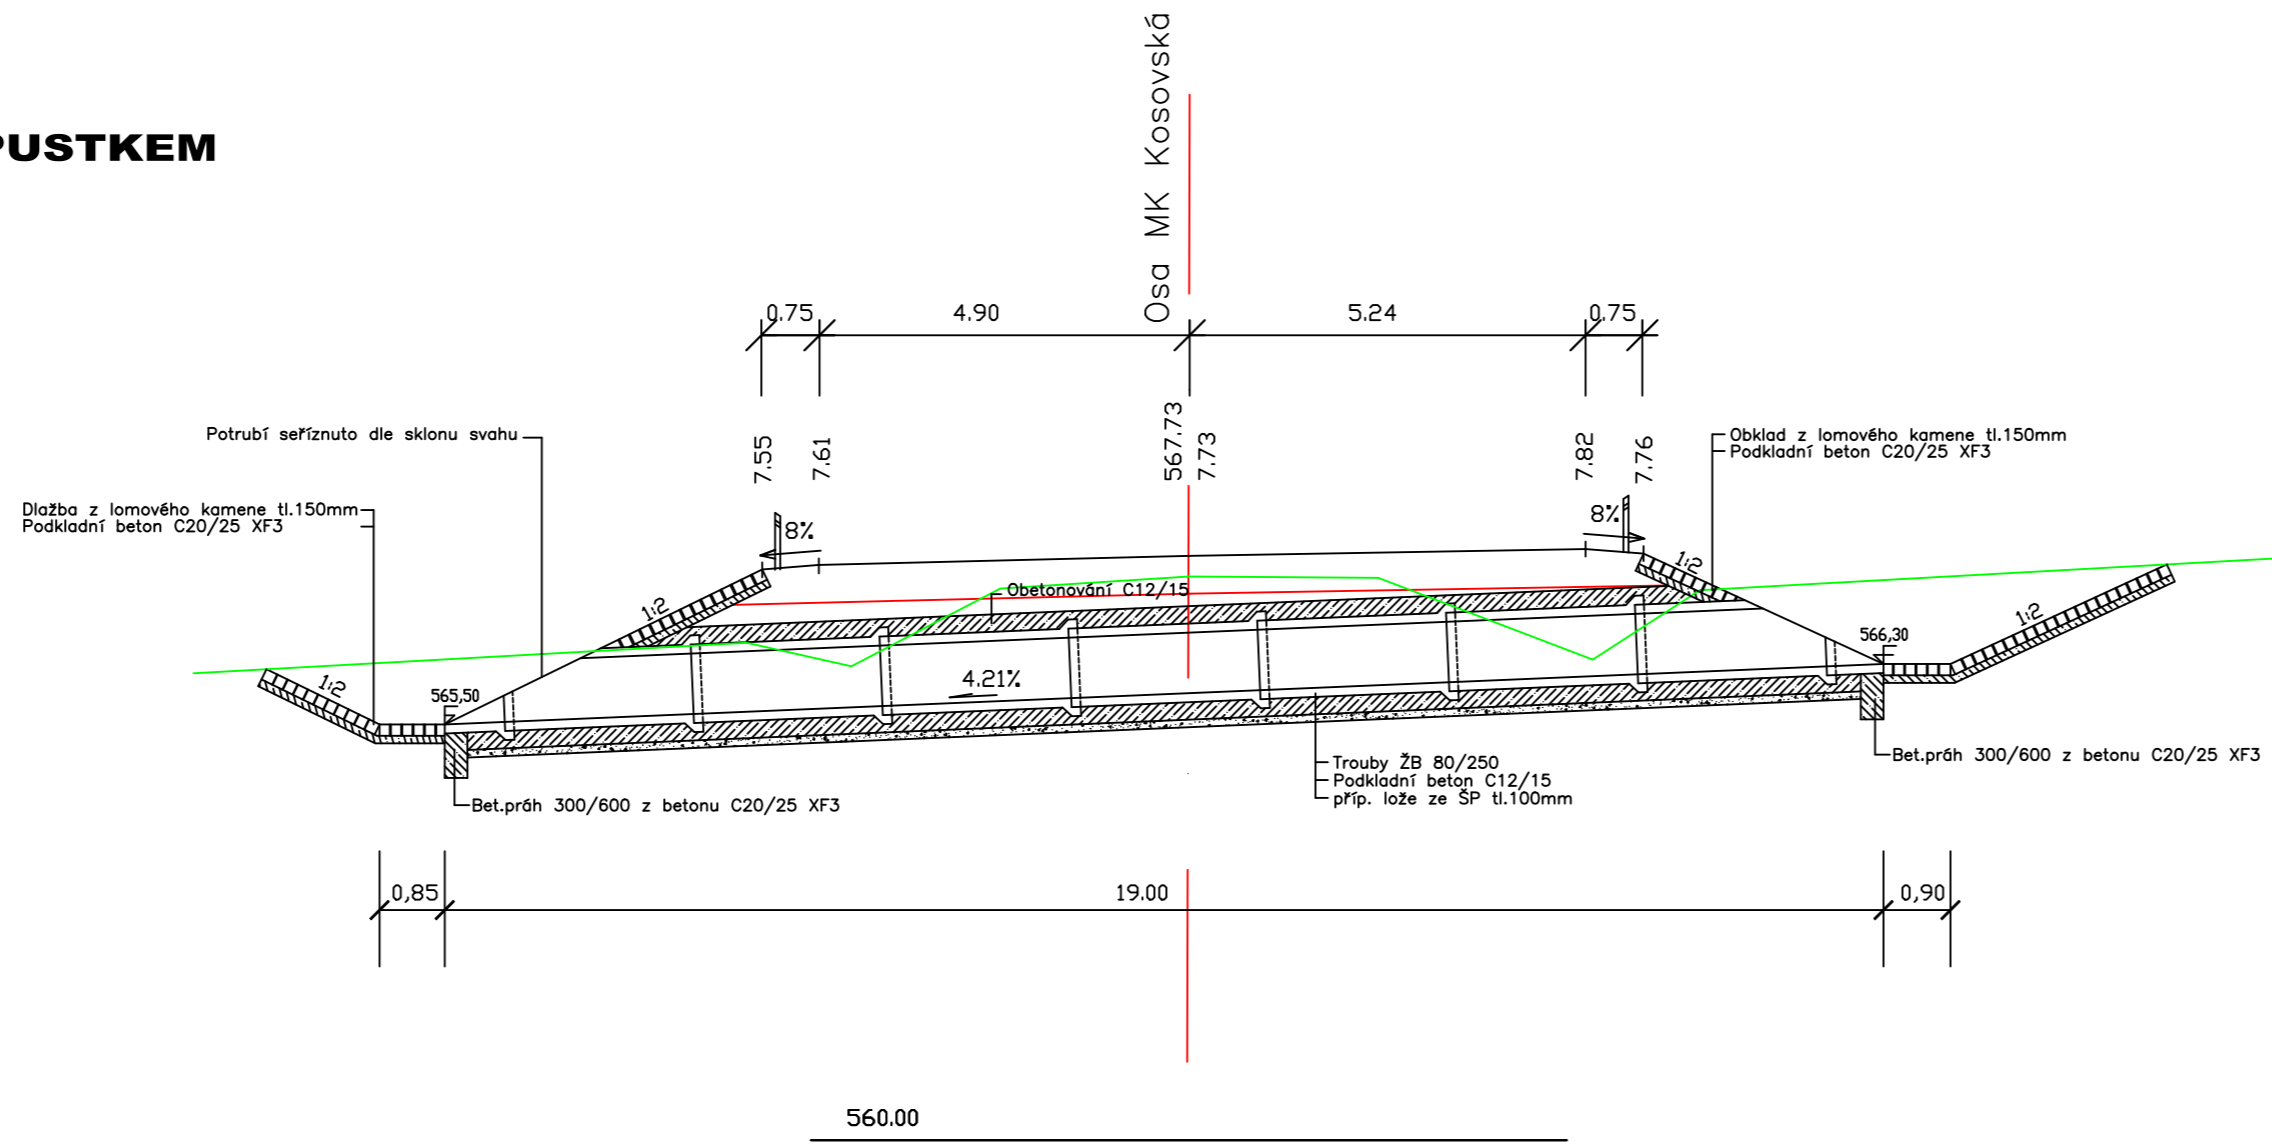 PUSTKEM
Osa MK Kosovská
0.75
4.90
5.24
0.75
7.55
7.61
567.73
7.73
7.82
7.76
Potrubí seříznuto dle sklonu svahu
Obklad z lomového kamene tl.150mm
Podkladní beton C20/25 XF3
Dlažba z lomového kamene tl.150mm
Podkladní beton C20/25 XF3
8%
8%
1:2
1:2
Obetonování C12/15
1:2
1:2
565,50
566,30
4.21%
Trouby ŽB 80/250
Podkladní beton C12/15
příp. lože ze ŠP tl.100mm
Bet.práh 300/600 z betonu C20/25 XF3
Bet.práh 300/600 z betonu C20/25 XF3
0,85
19.00
0,90
560.00